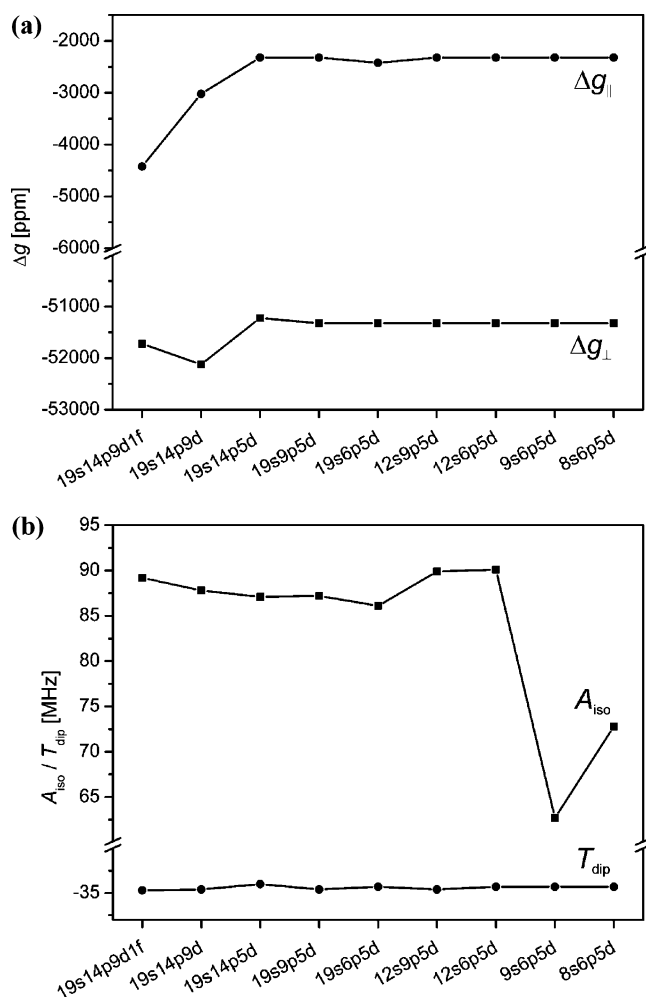 (a)
-2000
-3000
-4000
-5000
-6000
-51000
-52000
-53000
Δg [ppm]
Δg∥
Δg⊥
19s14p9d1f
19s14p9d
19s14p5d
19s9p5d
19s6p5d
12s9p5d
12s6p5d
9s6p5d
8s6p5d
(b)
95
90
85
80
75
70
65
-35
Aiso / Tdip [MHz]
Aiso
Tdip
19s14p9d1f
19s14p9d
19s14p5d
19s9p5d
19s6p5d
12s9p5d
12s6p5d
9s6p5d
8s6p5d